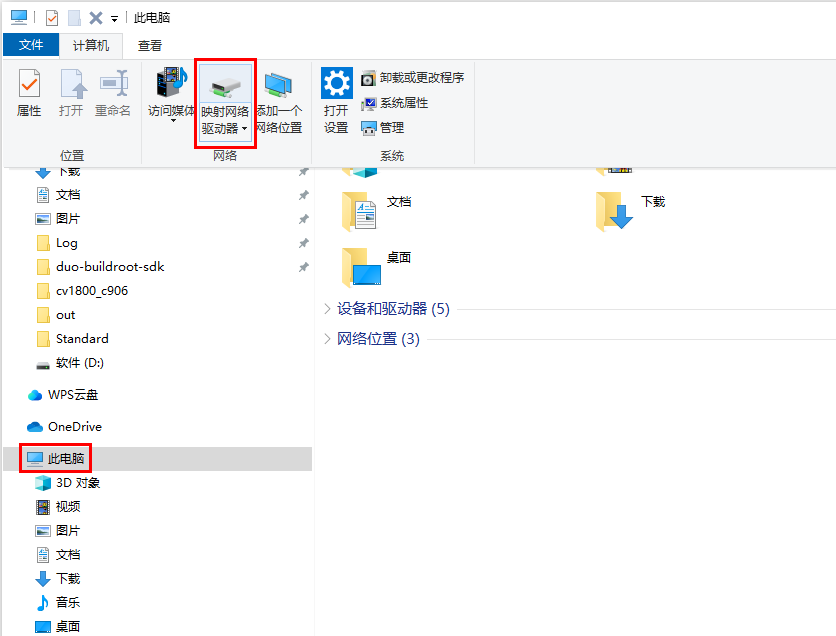 此电脑
文件 计算机 查看
属性 打开 重命名 访问媒体 映射网络驱动器 添加一个网络位置 打开设置 卸载或更改程序
系统属性
管理
位置 网络 系统
下载
文档
图片
Log
duo-buildroot-sdk
cv1800_c906
out
Standard
软件 (D:)
WPS云盘
OneDrive
此电脑
3D 对象
视频
图片
文档
下载
音乐
桌面
文档 下载
桌面
设备和驱动器 (5)
网络位置 (3)